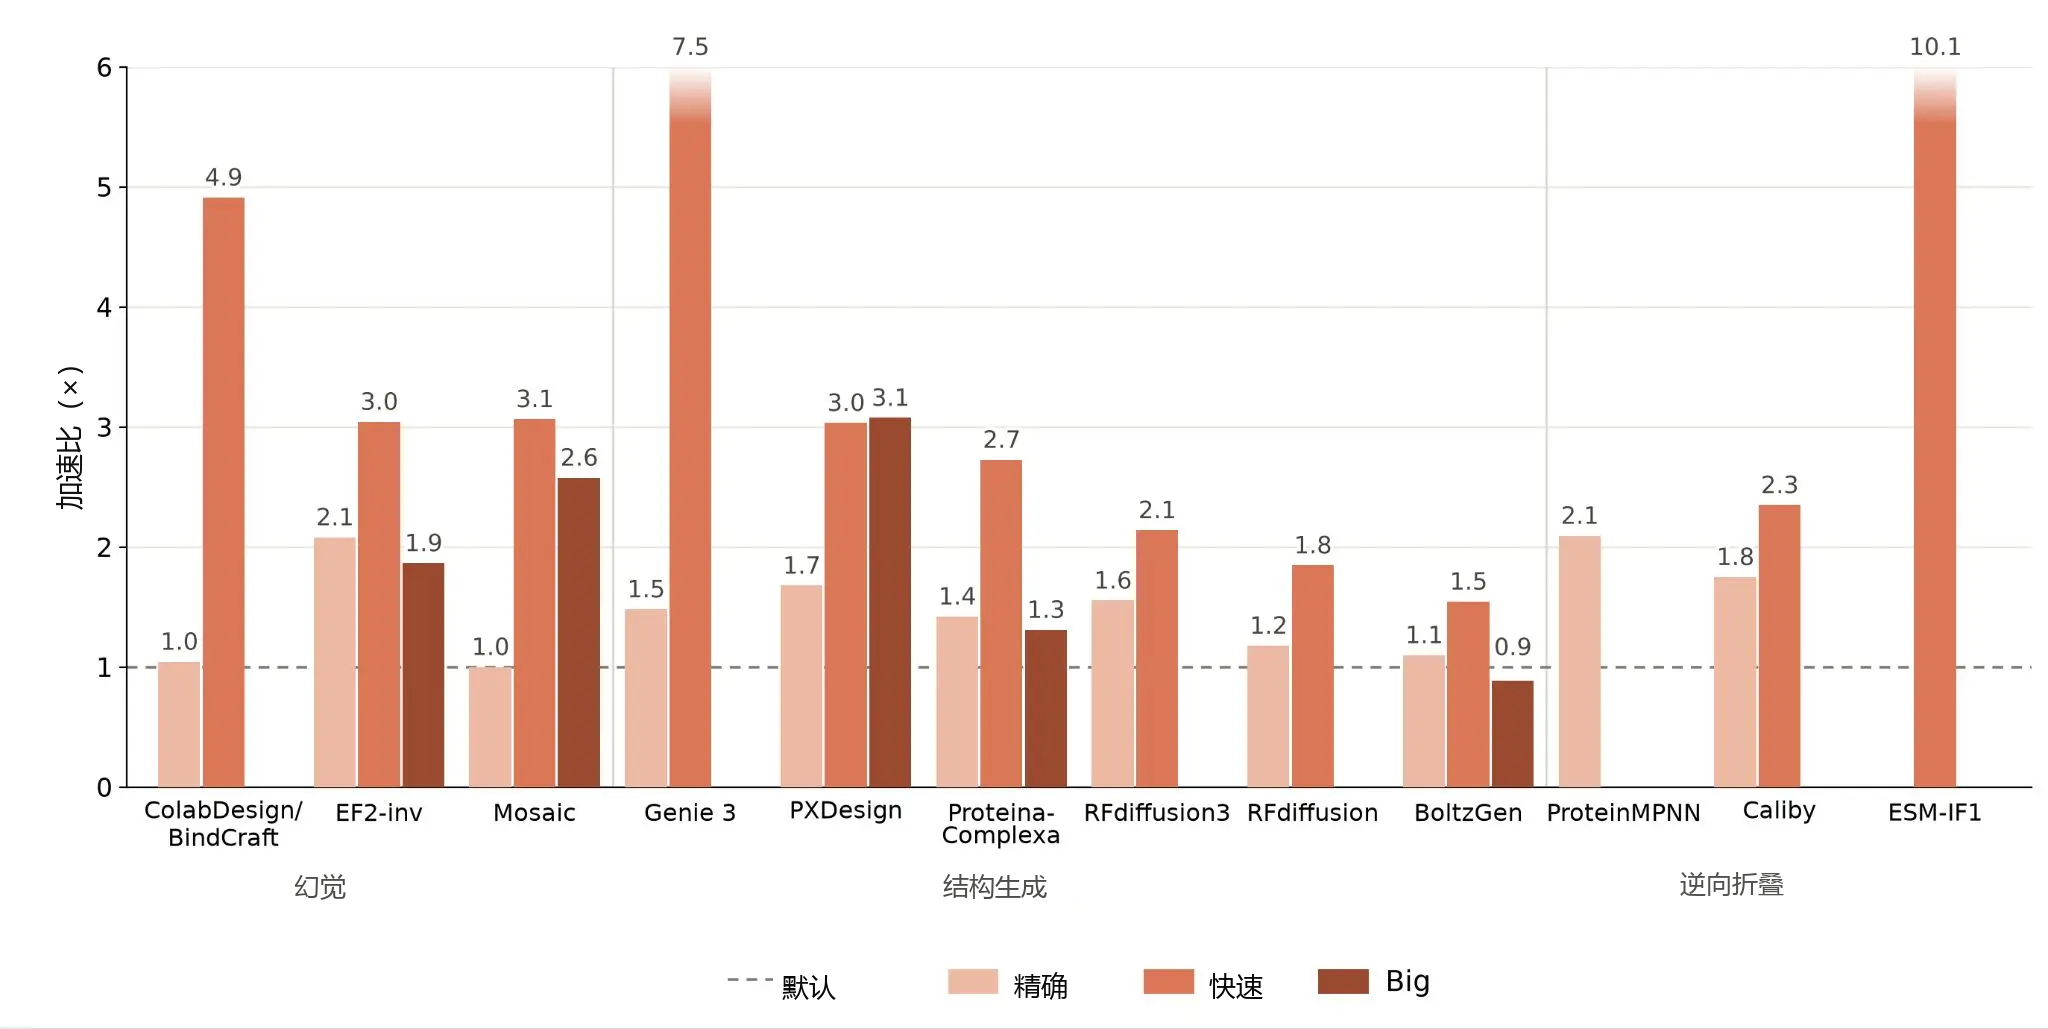 7.5
10.1
6
4.9
5
4
加速比（×）
3.0
3.1
3.0
3.1
3
2.6
2.7
2.1
1.9
2.1
2.1
2.3
2
1.0
1.0
1.5
1.7
1.4
1.3
1.6
1.2
1.8
1.1
1.5
0.9
1.8
1
0
ColabDesign/
BindCraft
EF2-inv
Mosaic
Genie 3
PXDesign
Proteina-
Complexa
RFdiffusion3
RFdiffusion
BoltzGen
ProteinMPNN
Caliby
ESM-IF1
幻觉
结构生成
逆向折叠
默认
精确
快速
Big